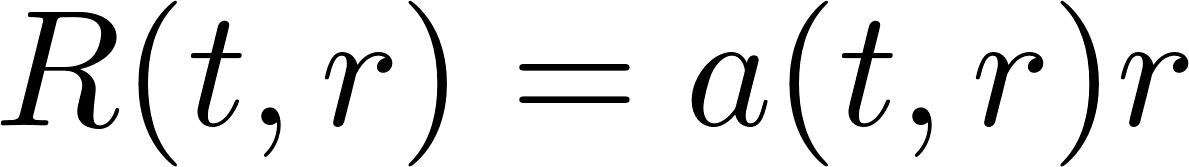 R(t, r) = a(t, r)r